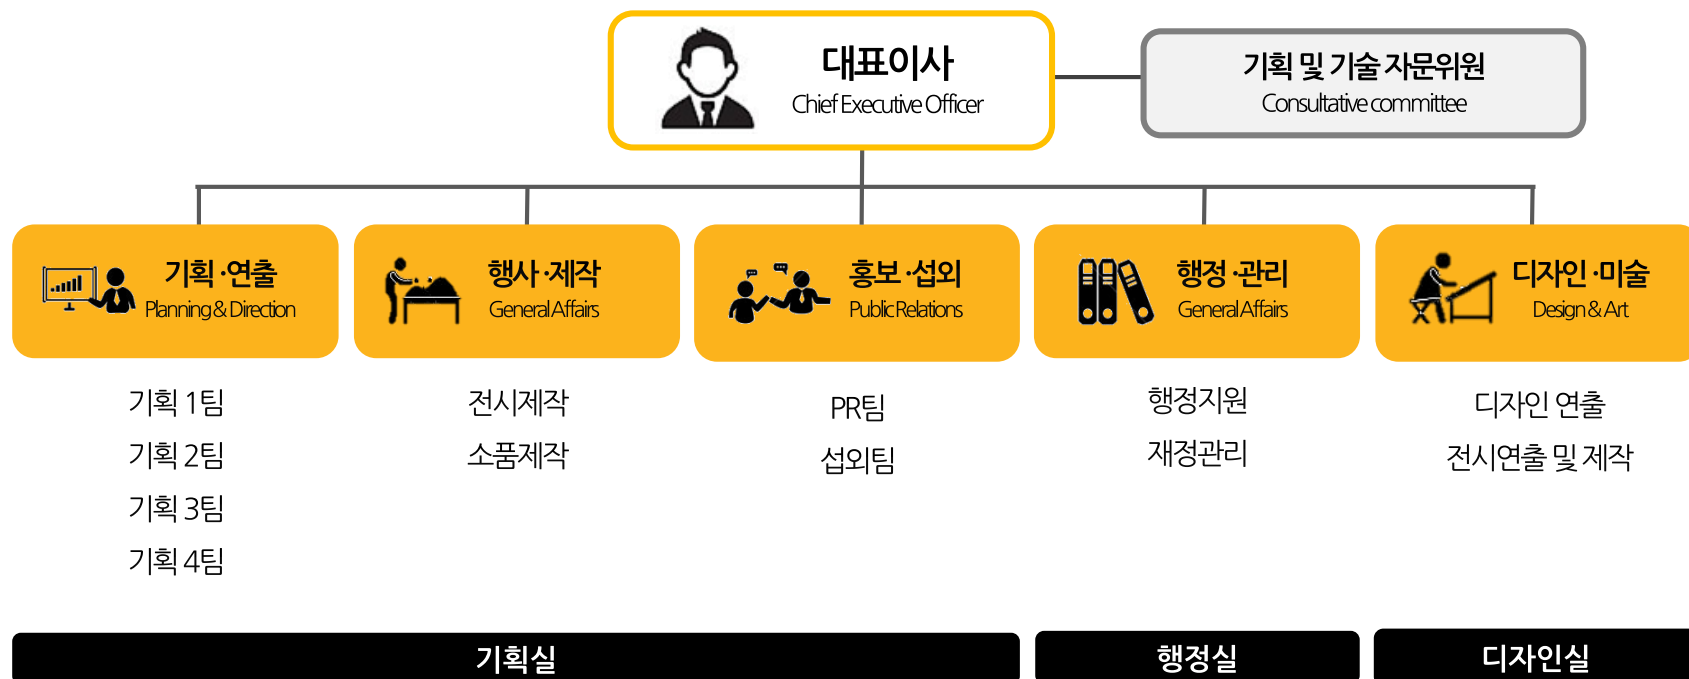 대표이사
Chief Executive Officer
기획 및 기술 자문위원
Consultative committee
기획 ·연출
Planning & Direction
행사 ·제작
General Affairs
홍보 ·섭외
Public Relations
행정 ·관리
General Affairs
디자인 ·미술
Design & Art
기획 1팀
기획 2팀
기획 3팀
기획 4팀
전시제작
소품제작
PR팀
섭외팀
행정지원
재정관리
디자인 연출
전시연출 및 제작
기획실
행정실
디자인실